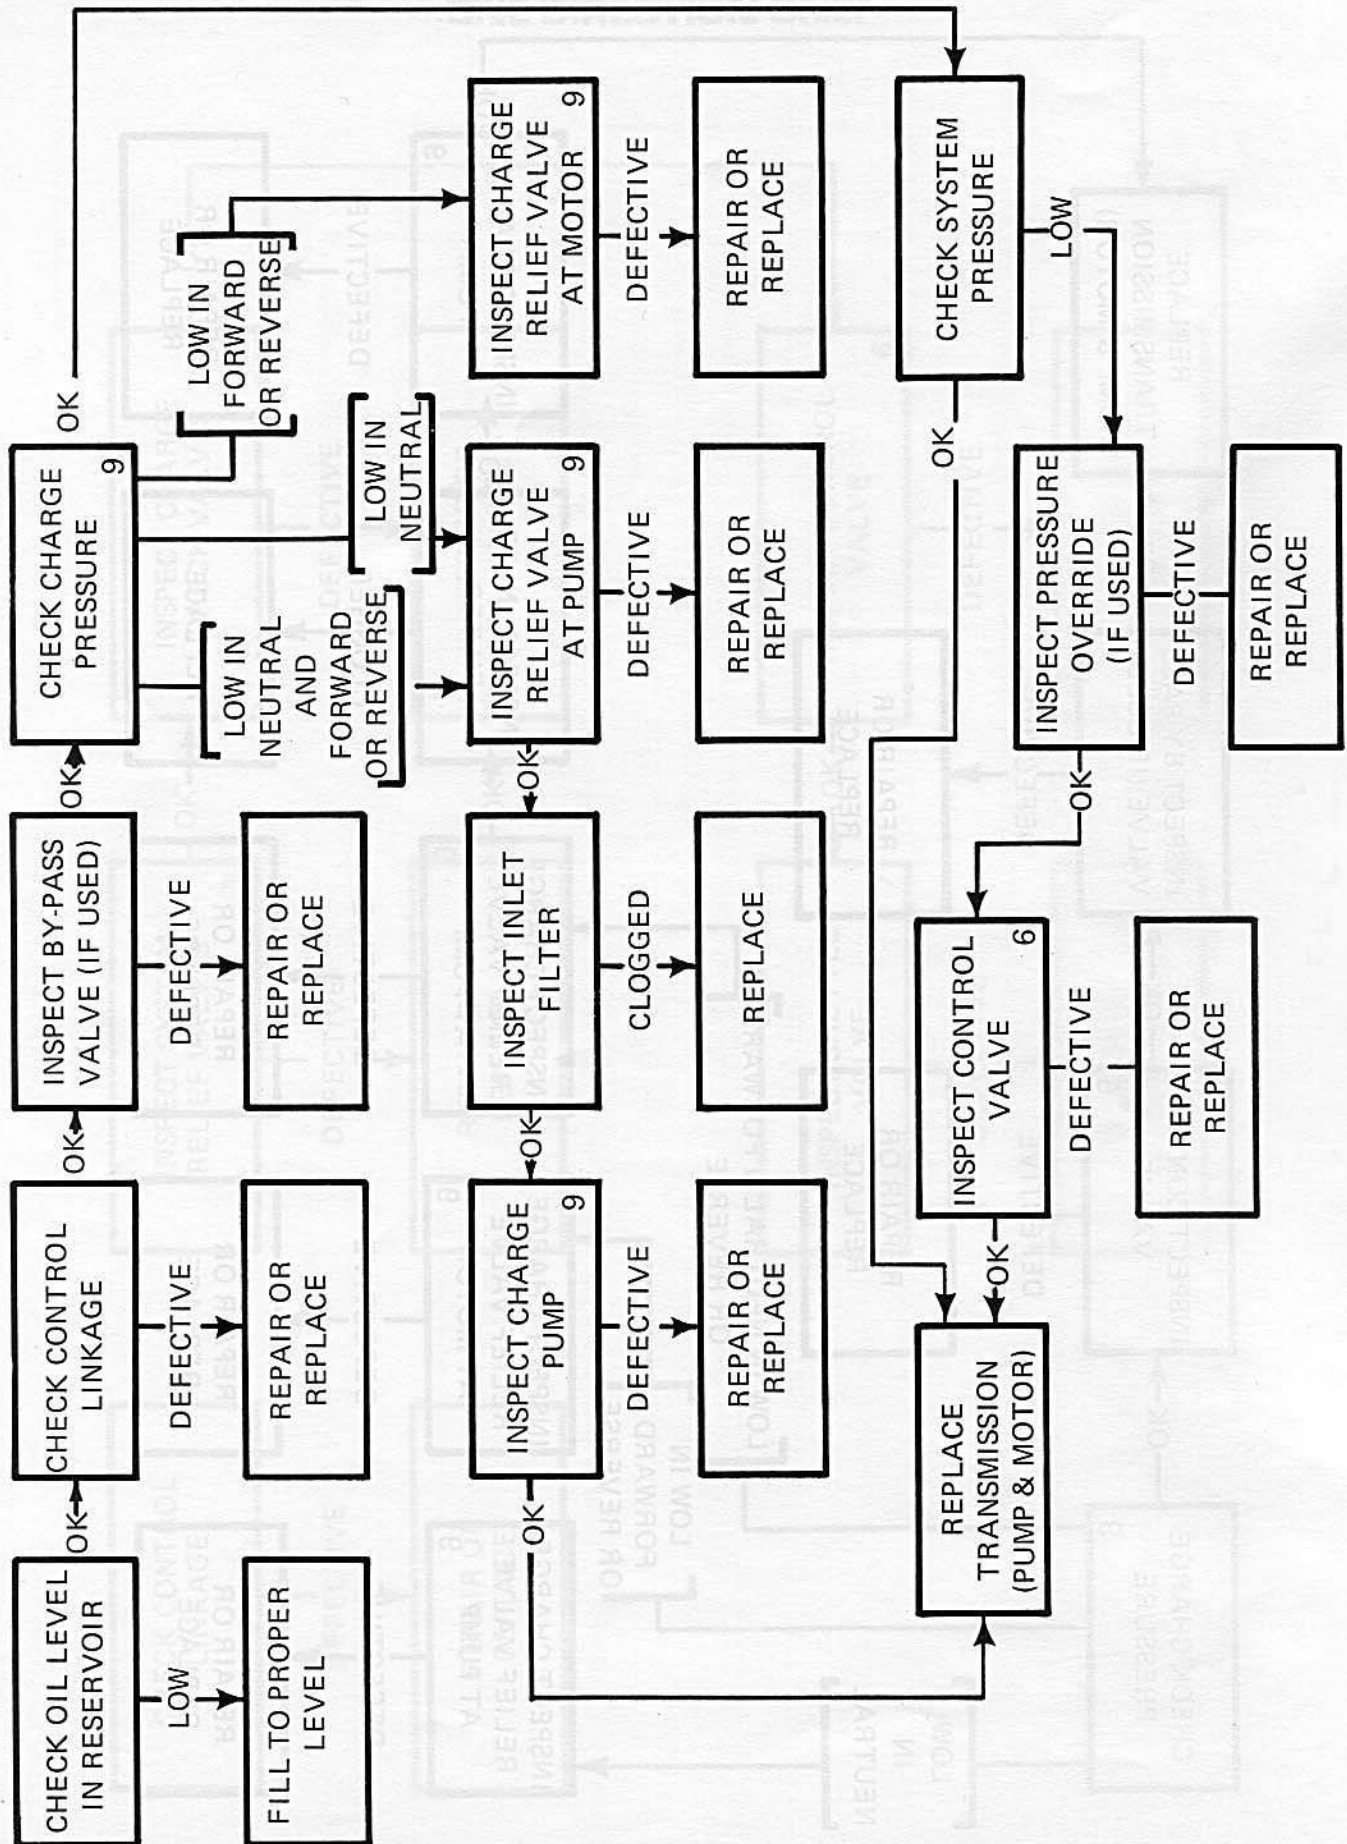 CHECK OIL LEVEL
IN RESERVOIR
LOW
FILL TO PROPER
LEVEL
OK
CHECK CONTROL
LINKAGE
DEFECTIVE
REPAIR OR
REPLACE
OK
INSPECT BY-PASS
VALVE (IF USED)
DEFECTIVE
REPAIR OR
REPLACE
OK
CHECK CHARGE
PRESSURE
9
OK
LOW IN
NEUTRAL
AND
FORWARD
OR REVERSE
LOW IN
NEUTRAL
LOW IN
FORWARD
OR REVERSE
INSPECT CHARGE
RELIEF VALVE
AT MOTOR
9
DEFECTIVE
REPAIR OR
REPLACE
INSPECT CHARGE
RELIEF VALVE
AT PUMP
9
DEFECTIVE
REPAIR OR
REPLACE
OK
INSPECT INLET
FILTER
CLOGGED
REPLACE
OK
INSPECT CHARGE
PUMP
9
DEFECTIVE
REPAIR OR
REPLACE
OK
CHECK SYSTEM
PRESSURE
OK
LOW
INSPECT PRESSURE
OVERRIDE
(IF USED)
DEFECTIVE
REPAIR OR
REPLACE
OK
INSPECT CONTROL
VALVE
6
DEFECTIVE
REPAIR OR
REPLACE
OK
REPLACE
TRANSMISSION
(PUMP & MOTOR)